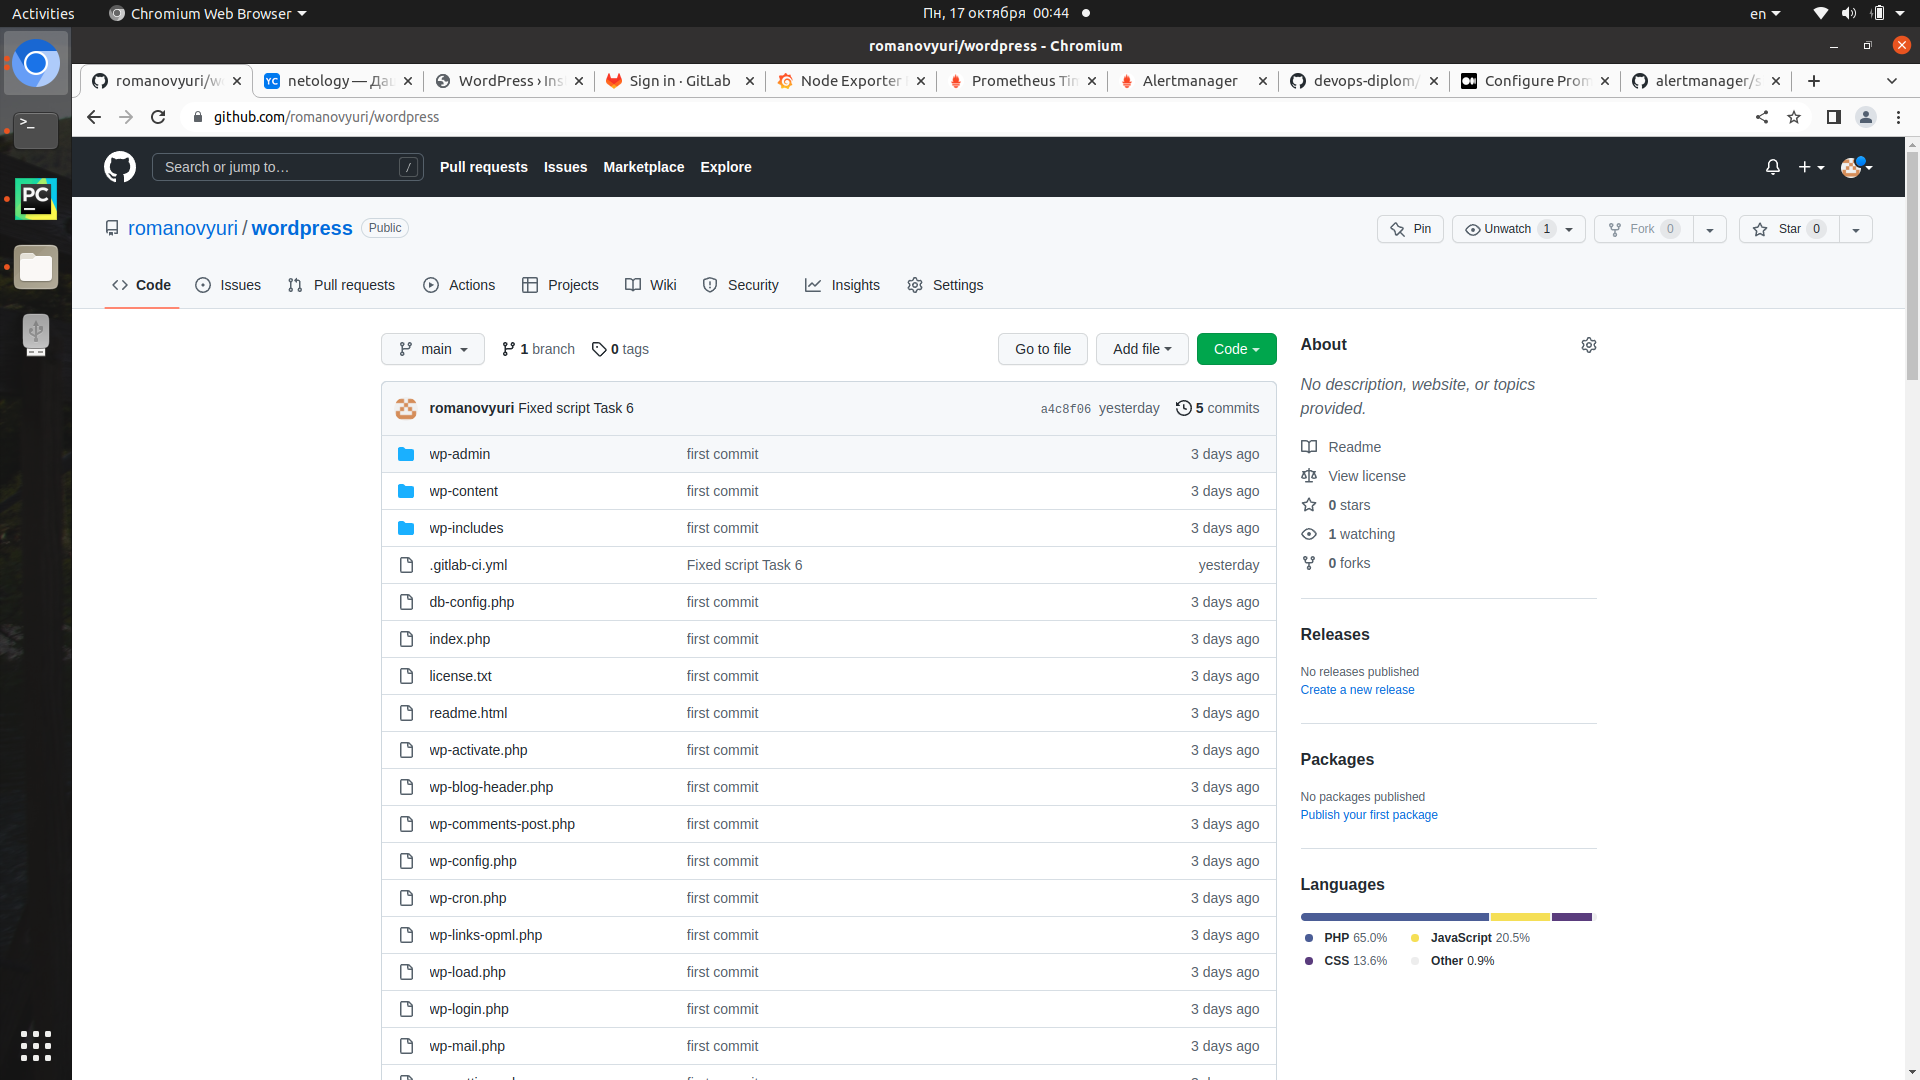 Activities
Chromium Web Browser
Пн, 17 октября 00:44
en
romanovyuri/wordpress - Chromium
romanovyuri/w
netology — Да
WordPress › Ins
Sign in · GitLab
Node Exporter
Prometheus Tim
Alertmanager
devops-diplom/
Configure Prom
alertmanager/s
github.com/romanovyuri/wordpress
Search or jump to…
/
Pull requests
Issues
Marketplace
Explore
romanovyuri / wordpress
Public
Pin
Unwatch 1
Fork 0
Star 0
Code
Issues
Pull requests
Actions
Projects
Wiki
Security
Insights
Settings
main
1 branch
0 tags
Go to file
Add file
Code
romanovyuri Fixed script Task 6
a4c8f06 yesterday
5 commits
wp-admin first commit 3 days ago
wp-content first commit 3 days ago
wp-includes first commit 3 days ago
.gitlab-ci.yml Fixed script Task 6 yesterday
db-config.php first commit 3 days ago
index.php first commit 3 days ago
license.txt first commit 3 days ago
readme.html first commit 3 days ago
wp-activate.php first commit 3 days ago
wp-blog-header.php first commit 3 days ago
wp-comments-post.php first commit 3 days ago
wp-config.php first commit 3 days ago
wp-cron.php first commit 3 days ago
wp-links-opml.php first commit 3 days ago
wp-load.php first commit 3 days ago
wp-login.php first commit 3 days ago
wp-mail.php first commit 3 days ago
About
No description, website, or topics
provided.
Readme
View license
0 stars
1 watching
0 forks
Releases
No releases published
Create a new release
Packages
No packages published
Publish your first package
Languages
PHP 65.0%
JavaScript 20.5%
CSS 13.6%
Other 0.9%